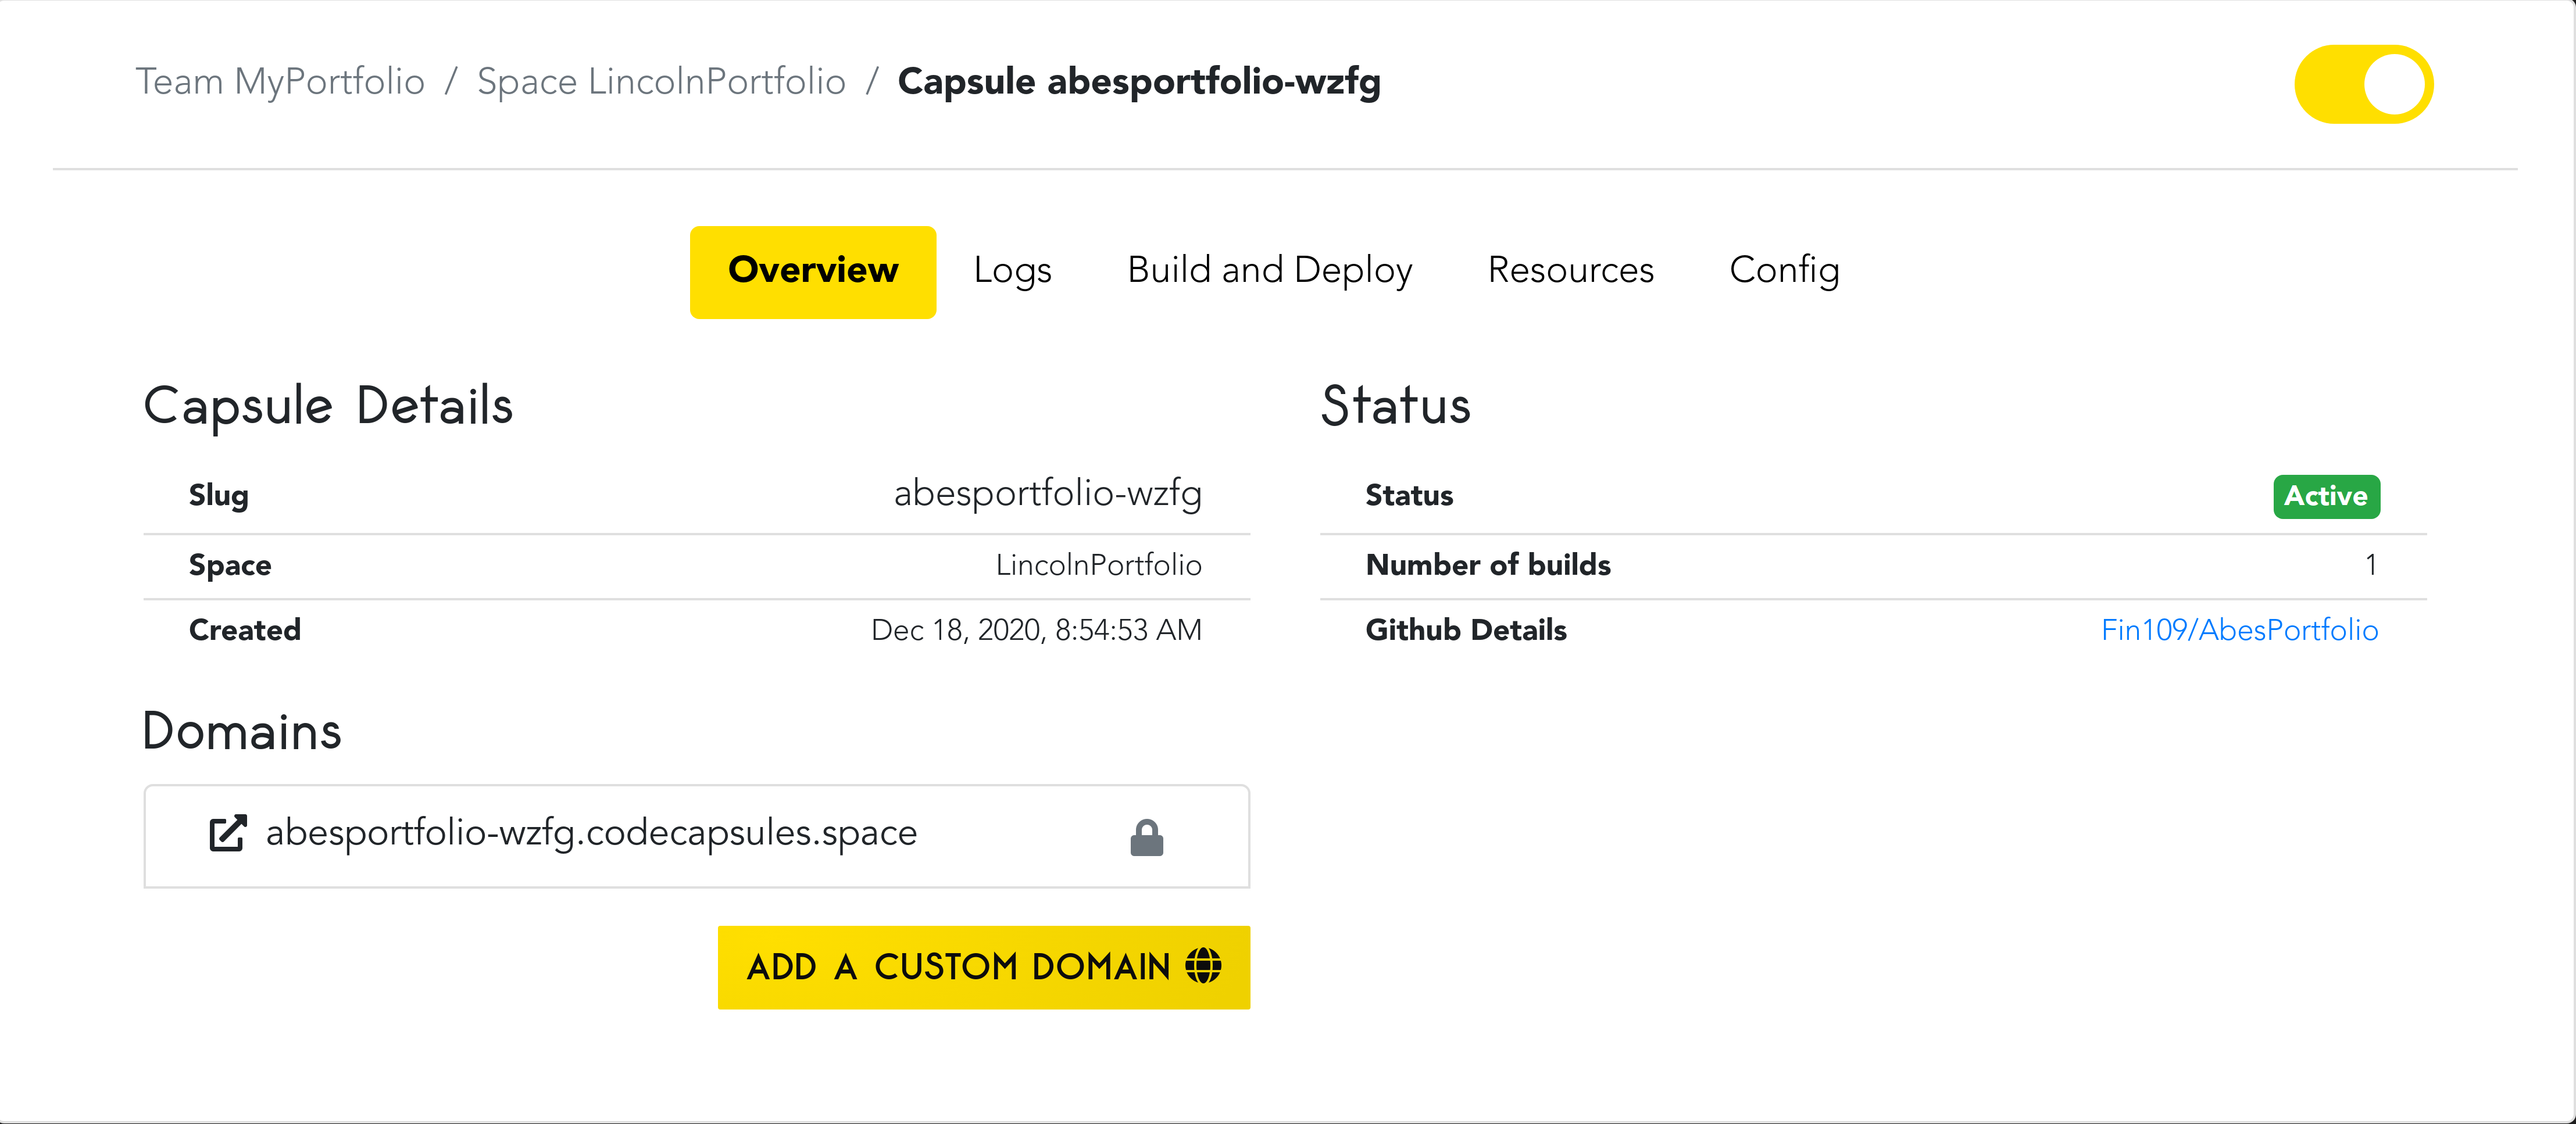 Team MyPortfolio / Space LincolnPortfolio / Capsule abesportfolio-wzfg
Overview Logs Build and Deploy Resources Config
Capsule Details
Slug abesportfolio-wzfg
Space LincolnPortfolio
Created Dec 18, 2020, 8:54:53 AM
Status
Status Active
Number of builds 1
Github Details Fin109/AbesPortfolio
Domains
abesportfolio-wzfg.codecapsules.space
ADD A CUSTOM DOMAIN